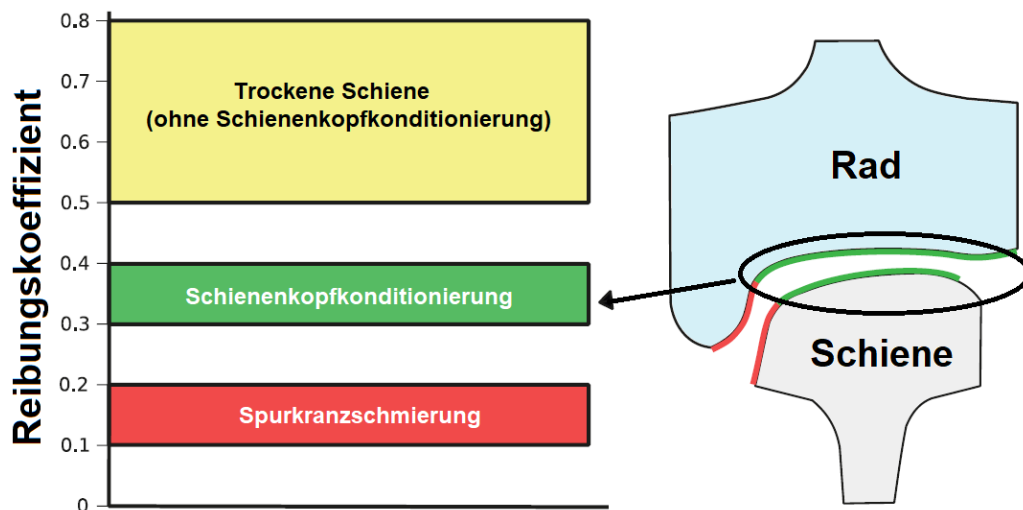 Reibungskoeffizient
0.8
0.7
0.6
0.5
0.4
0.3
0.2
0.1
0
Trockene Schiene
(ohne Schienenkopfkonditionierung)
Schienenkopfkonditionierung
Spurkranzschmierung
Rad
Schiene